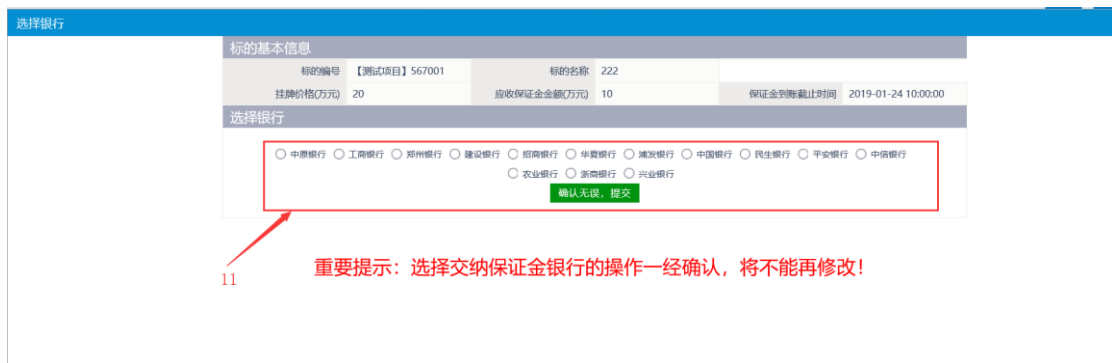 选择银行
标的基本信息
标的编号 【测试项目】567001 标的名称 222
挂牌价格(万元) 20 应收保证金金额(万元) 10 保证金到账截止时间 2019-01-24 10:00:00
选择银行
中原银行 工商银行 郑州银行 建设银行 招商银行 华夏银行 浦发银行 中国银行 民生银行 平安银行 中信银行
农业银行 浙商银行 兴业银行
确认无误，提交
11
重要提示：选择交纳保证金银行的操作一经确认，将不能再修改！